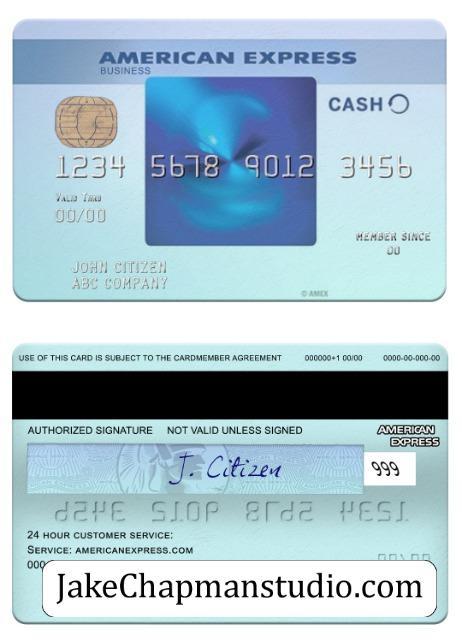 AMERICAN EXPRESS
BUSINESS
CASH
1234 5678 9012 3456
VALID THRU
00/00
MEMBER SINCE
00
JOHN CITIZEN
ABC COMPANY
© AMEX
USE OF THIS CARD IS SUBJECT TO THE CARDMEMBER AGREEMENT 000000+1 00/00 0000-00-000-00
AUTHORIZED SIGNATURE NOT VALID UNLESS SIGNED
AMERICAN
EXPRESS
J. Citizen
999
1234 5678 9012 3456
24 HOUR CUSTOMER SERVICE:
SERVICE: AMERICANEXPRESS.COM
000
00/00
JakeChapmanstudio.com